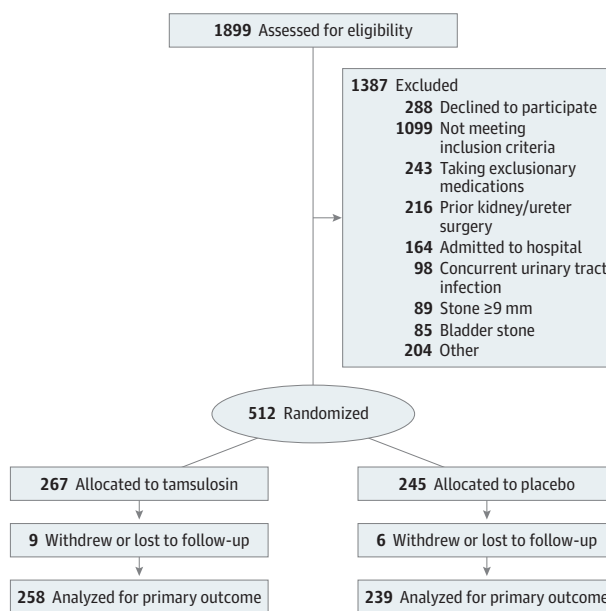 1899 Assessed for eligibility
1387 Excluded
288 Declined to participate
1099 Not meeting
inclusion criteria
243 Taking exclusionary
medications
216 Prior kidney/ureter
surgery
164 Admitted to hospital
98 Concurrent urinary tract
infection
89 Stone ≥9 mm
85 Bladder stone
204 Other
512 Randomized
267 Allocated to tamsulosin
245 Allocated to placebo
9 Withdrew or lost to follow-up
6 Withdrew or lost to follow-up
258 Analyzed for primary outcome
239 Analyzed for primary outcome